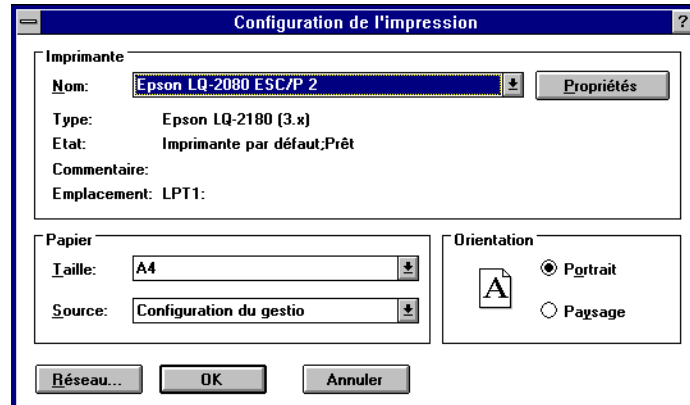 Configuration de l'impression ?
Imprimante
Nom: Epson LQ-2080 ESC/P 2 Propriétés
Type: Epson LQ-2180 (3.x)
Etat: Imprimante par défaut;Prêt
Commentaire:
Emplacement: LPT1:
Papier
Taille: A4
Source: Configuration du gestio
Orientation
A
Portrait
Paysage
Réseau... OK Annuler